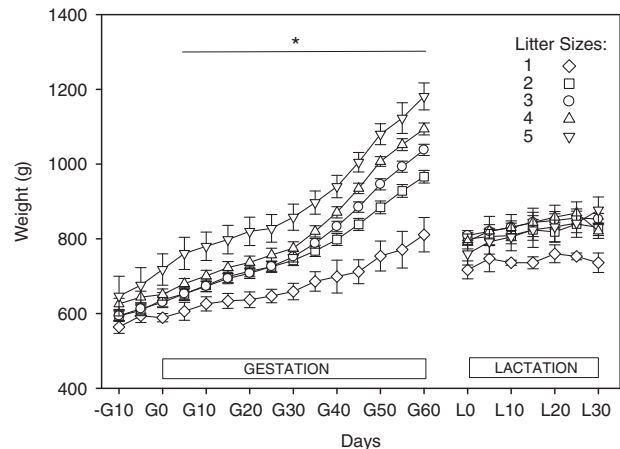 1400
1200
1000
800
600
400
Weight (g)
*
Litter Sizes:
1
2
3
4
5
GESTATION
LACTATION
-G10 G0 G10 G20 G30 G40 G50 G60 L0 L10 L20 L30
Days